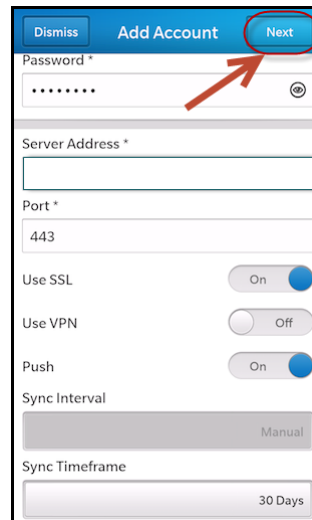 Dismiss Add Account Next
Password *
••••••••
Server Address *
Port *
443
Use SSL On
Use VPN Off
Push On
Sync Interval
Manual
Sync Timeframe
30 Days